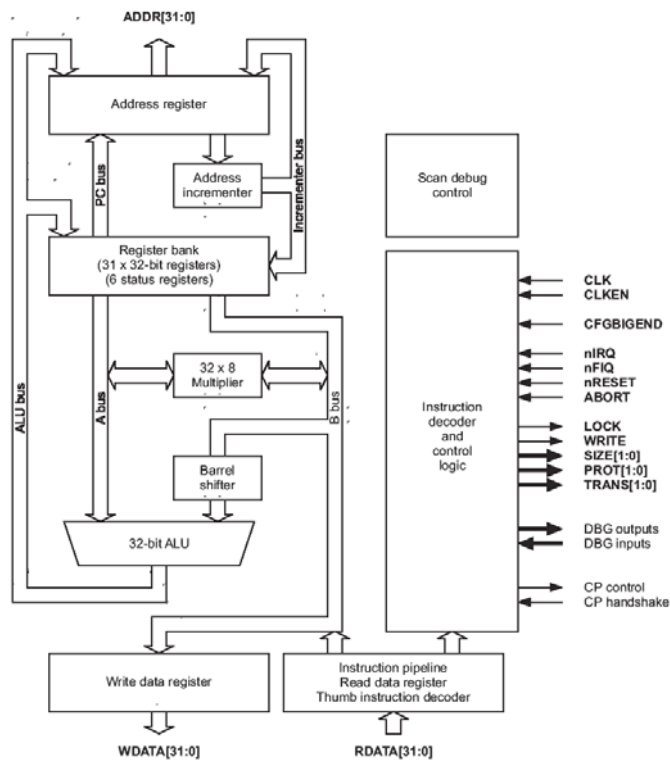 ADDR[31:0]
Address register
Address
incrementer
PC bus
Incrementer bus
Scan debug
control
Register bank
(31 x 32-bit registers)
(6 status registers)
ALU bus
A bus
32 x 8
Multiplier
B bus
Barrel
shifter
32-bit ALU
Instruction
decoder
and
control
logic
CLK
CLKEN
CFGBIGEND
nIRQ
nFIQ
nRESET
ABORT
LOCK
WRITE
SIZE[1:0]
PROT[1:0]
TRANS[1:0]
DBG outputs
DBG inputs
CP control
CP handshake
Write data register
Instruction pipeline
Read data register
Thumb instruction decoder
WDATA[31:0]
RDATA[31:0]